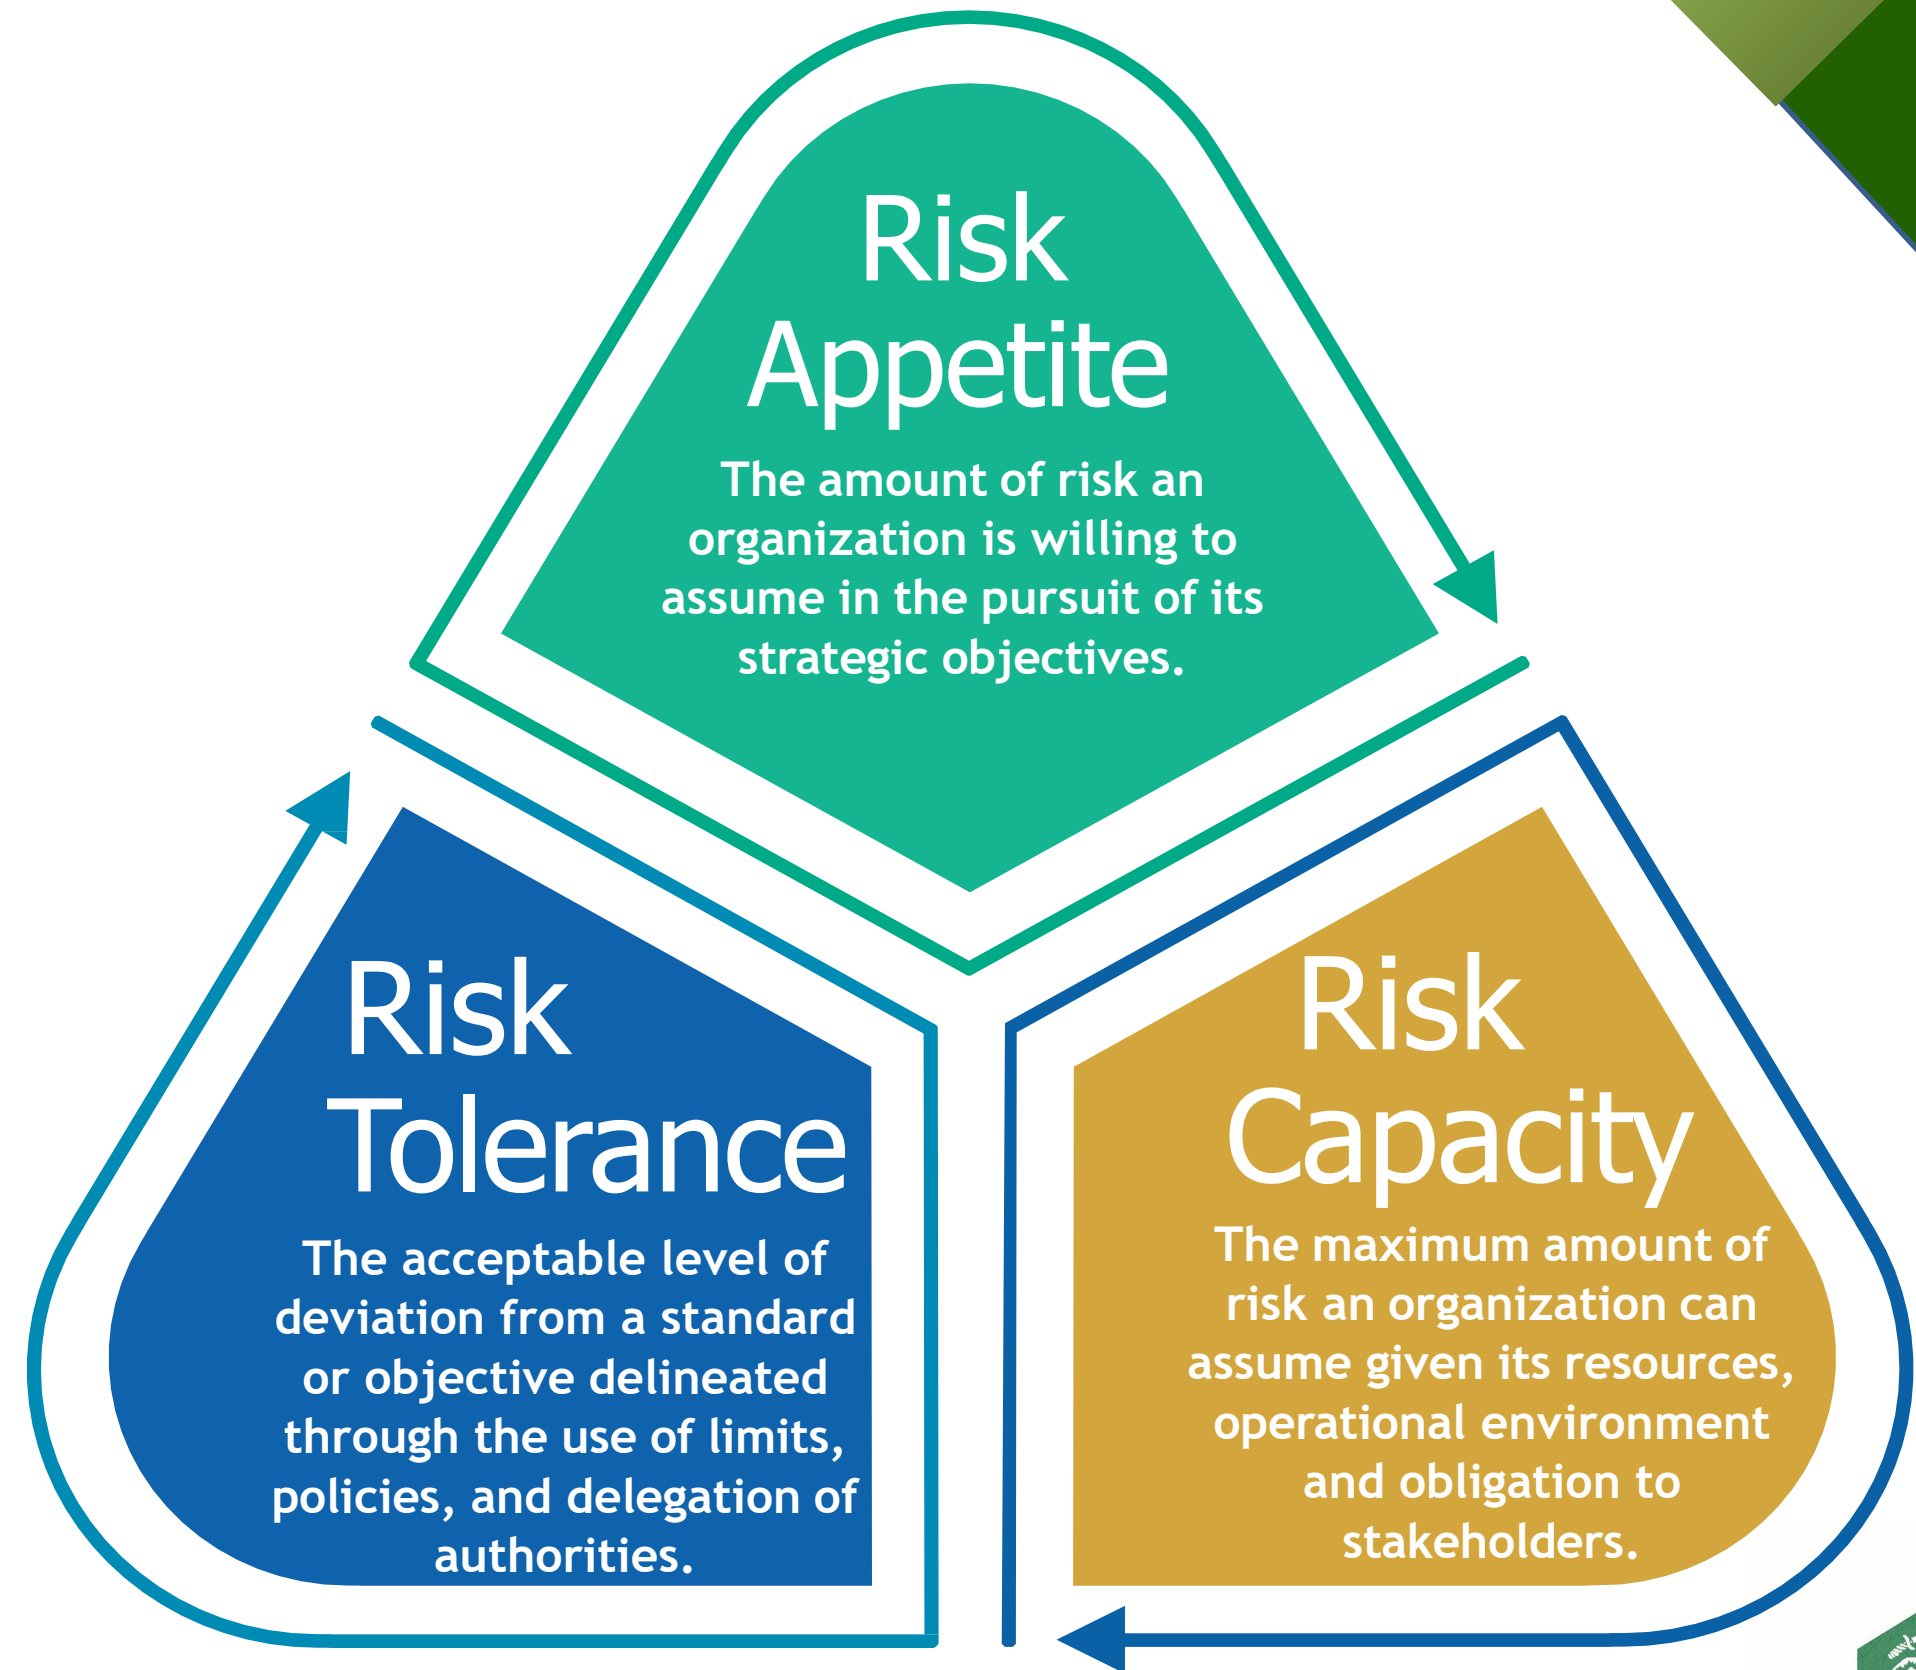 Risk
Appetite
The amount of risk an
organization is willing to
assume in the pursuit of its
strategic objectives.
Risk
Tolerance
The acceptable level of
deviation from a standard
or objective delineated
through the use of limits,
policies, and delegation of
authorities.
Risk
Capacity
The maximum amount of
risk an organization can
assume given its resources,
operational environment
and obligation to
stakeholders.